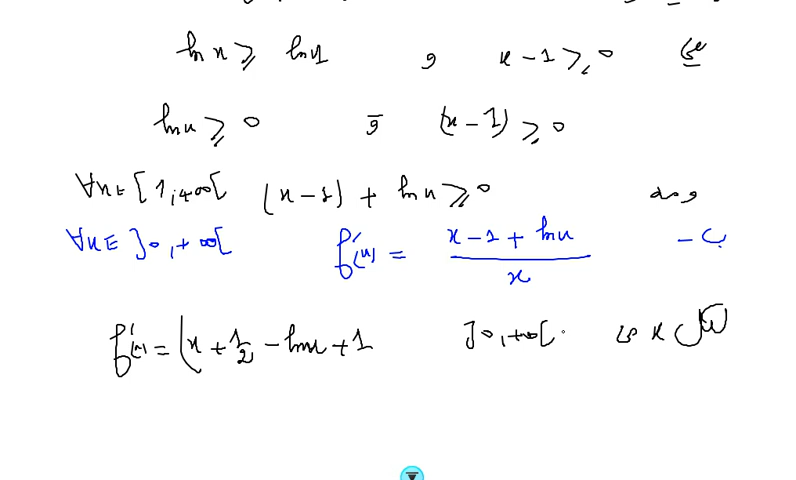 يعني x - 1 ≥ 0 و ln x ≥ ln 1
(x - 1) ≥ 0 و ln x ≥ 0
ومنه (x - 1) + ln x ≥ 0 ∀x ∈ [1, +∞[
ب - f'(x) = (x - 1 + ln x) / x ∀x ∈ ]0, +∞[
لكل x من ]0, +∞[ f'(x) = (x + 1/2 - ln x + 1